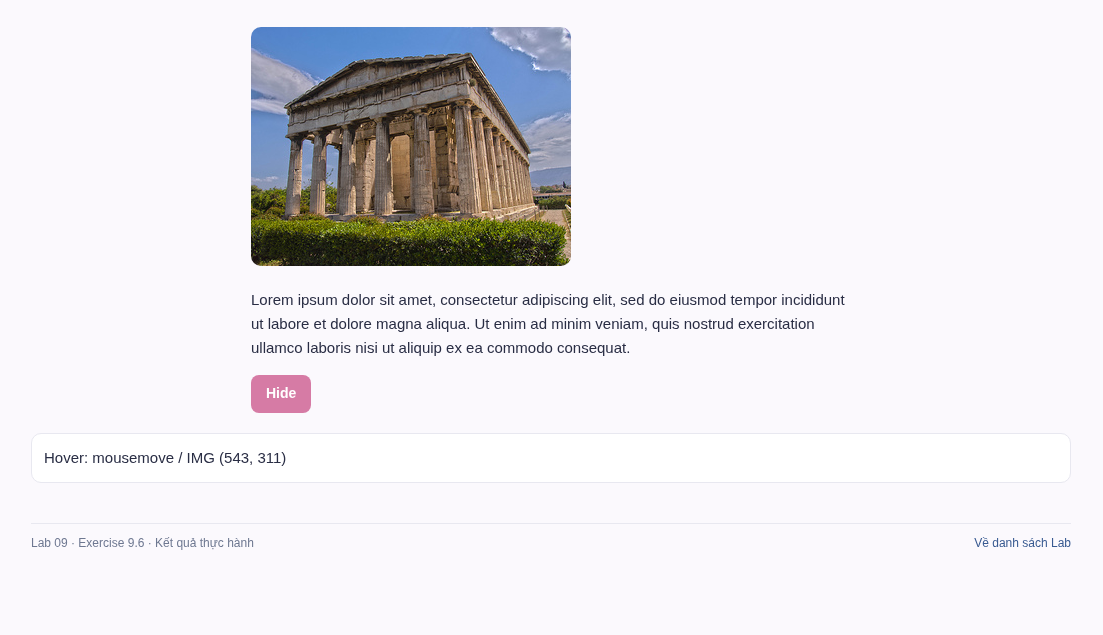 Lorem ipsum dolor sit amet, consectetur adipiscing elit, sed do eiusmod tempor incididunt
ut labore et dolore magna aliqua. Ut enim ad minim veniam, quis nostrud exercitation
ullamco laboris nisi ut aliquip ex ea commodo consequat.
Hide
Hover: mousemove / IMG (543, 311)
Lab 09 · Exercise 9.6 · Kết quả thực hành
Về danh sách Lab